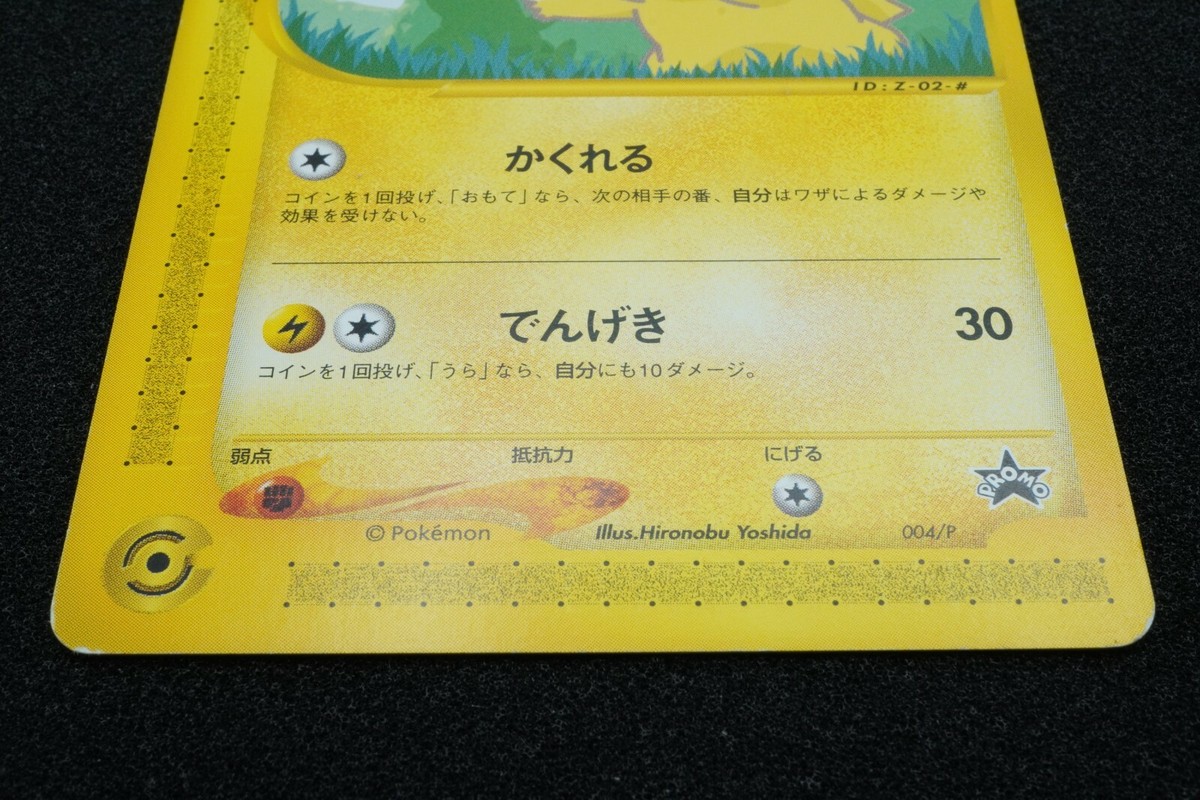 ID:Z-02-#
かくれる
コインを1回投げ、「おもて」なら、次の相手の番、自分はワザによるダメージや
効果を受けない。
でんげき 30
コインを1回投げ、「うら」なら、自分にも10ダメージ。
弱点 抵抗力 にげる
PROMO
© Pokémon Illus.Hironobu Yoshida 004/P